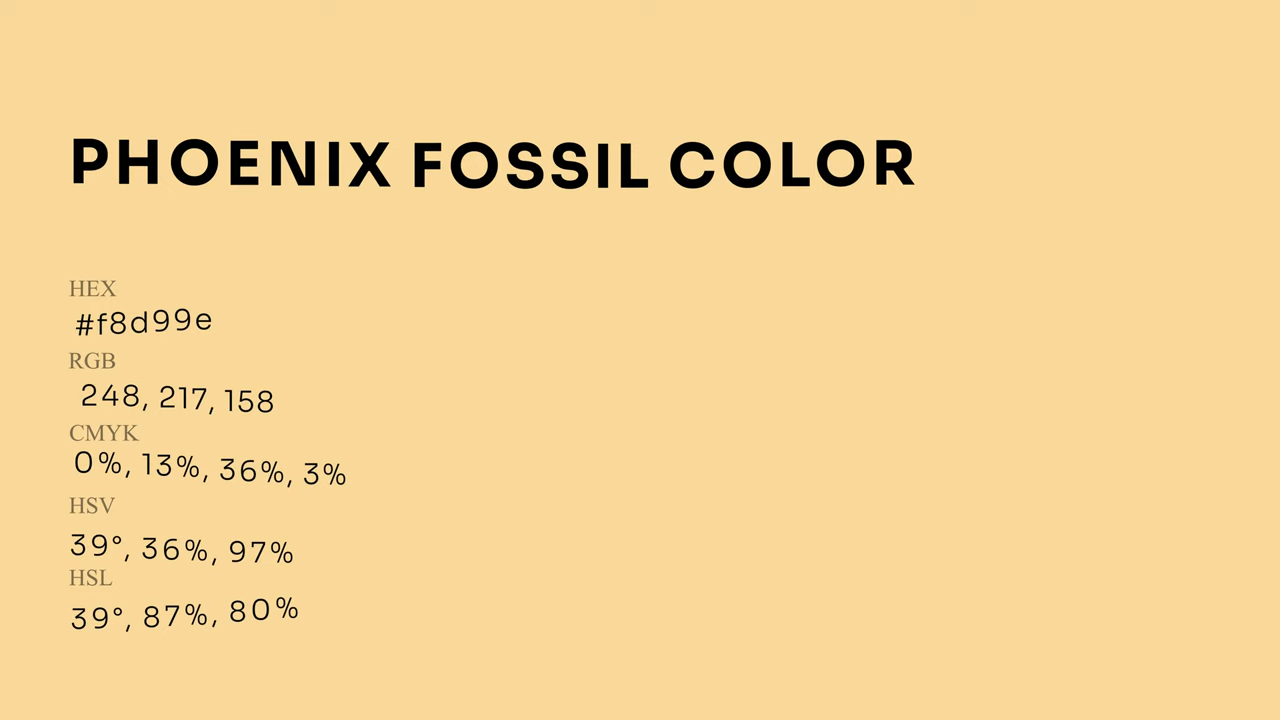 PHOENIX FOSSIL COLOR
HEX
#f8d99e
RGB
248, 217, 158
CMYK
0%, 13%, 36%, 3%
HSV
39°, 36%, 97%
HSL
39°, 87%, 80%